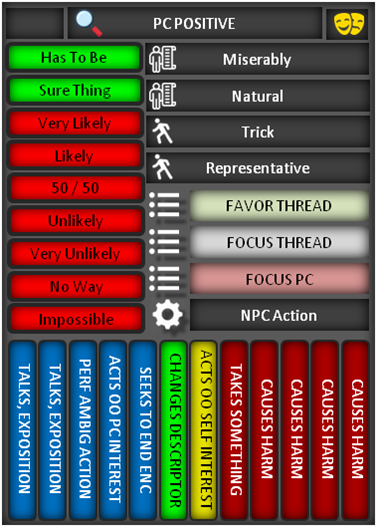 PC POSITIVE
Has To Be
Miserably
Sure Thing
Natural
Very Likely
Trick
Likely
Representative
50 / 50
FAVOR THREAD
Unlikely
FOCUS THREAD
Very Unlikely
FOCUS PC
No Way
NPC Action
Impossible
TALKS, EXPOSITION
TALKS, EXPOSITION
PERF AMBIG ACTION
ACTS OO PC INTEREST
SEEKS TO END ENC
CHANGES DESCRIPTOR
ACTS OO SELF INTEREST
TAKES SOMETHING
CAUSES HARM
CAUSES HARM
CAUSES HARM
CAUSES HARM